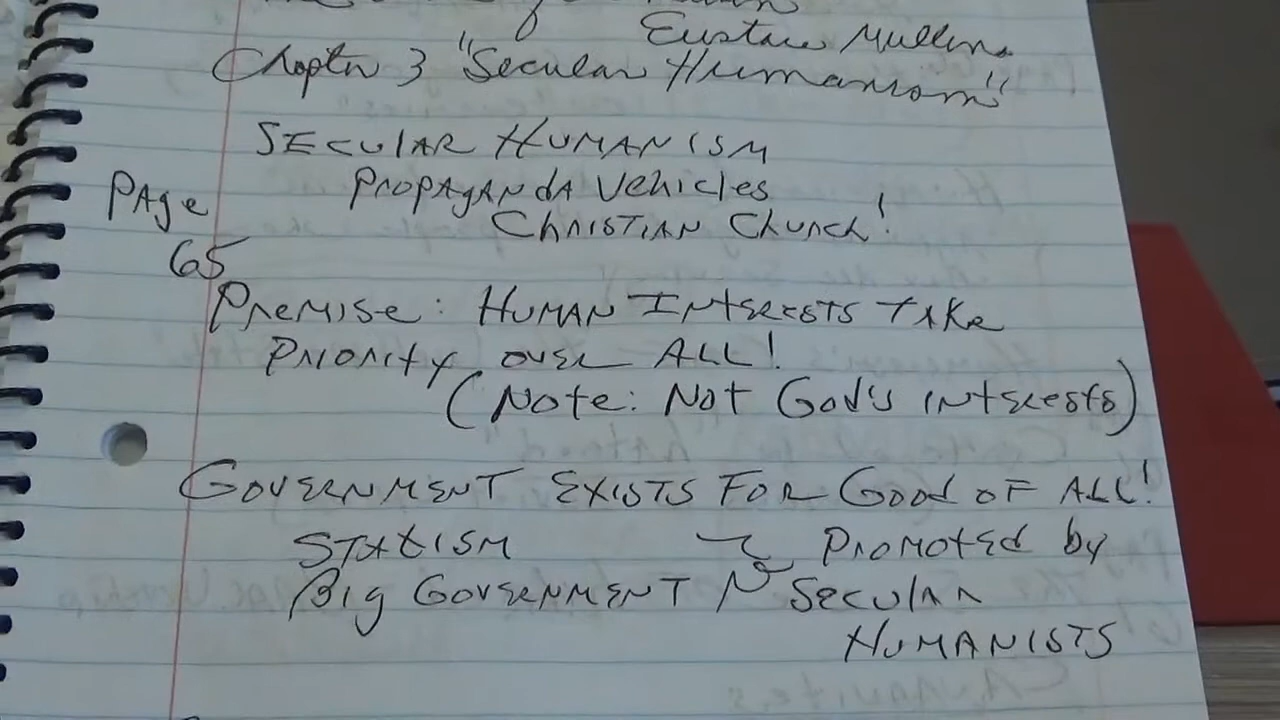 Eustace Mullins
Chapter 3 "Secular Humanism"
SECULAR HUMANISM
PROPAGANDA VEHICLES
CHRISTIAN CHURCH!
PAge
65
PREMISE: HUMAN INTERESTS TAKE
PRIORITY OVER ALL!
(NOTE: NOT GOD'S INTERESTS)
GOVERNMENT EXISTS FOR GOOD OF ALL!
STATISM PROMOTED by
BIG GOVERNMENT SECULAR
HUMANISTS